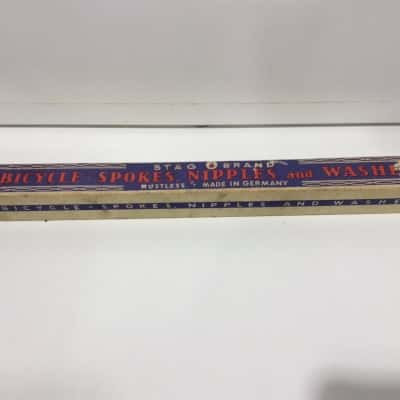 STAG BRAND
BICYCLE SPOKES, NIPPLES and WASHE
RUSTLESS MADE IN GERMANY
BICYCLE SPOKES, NIPPLES AND WASHE